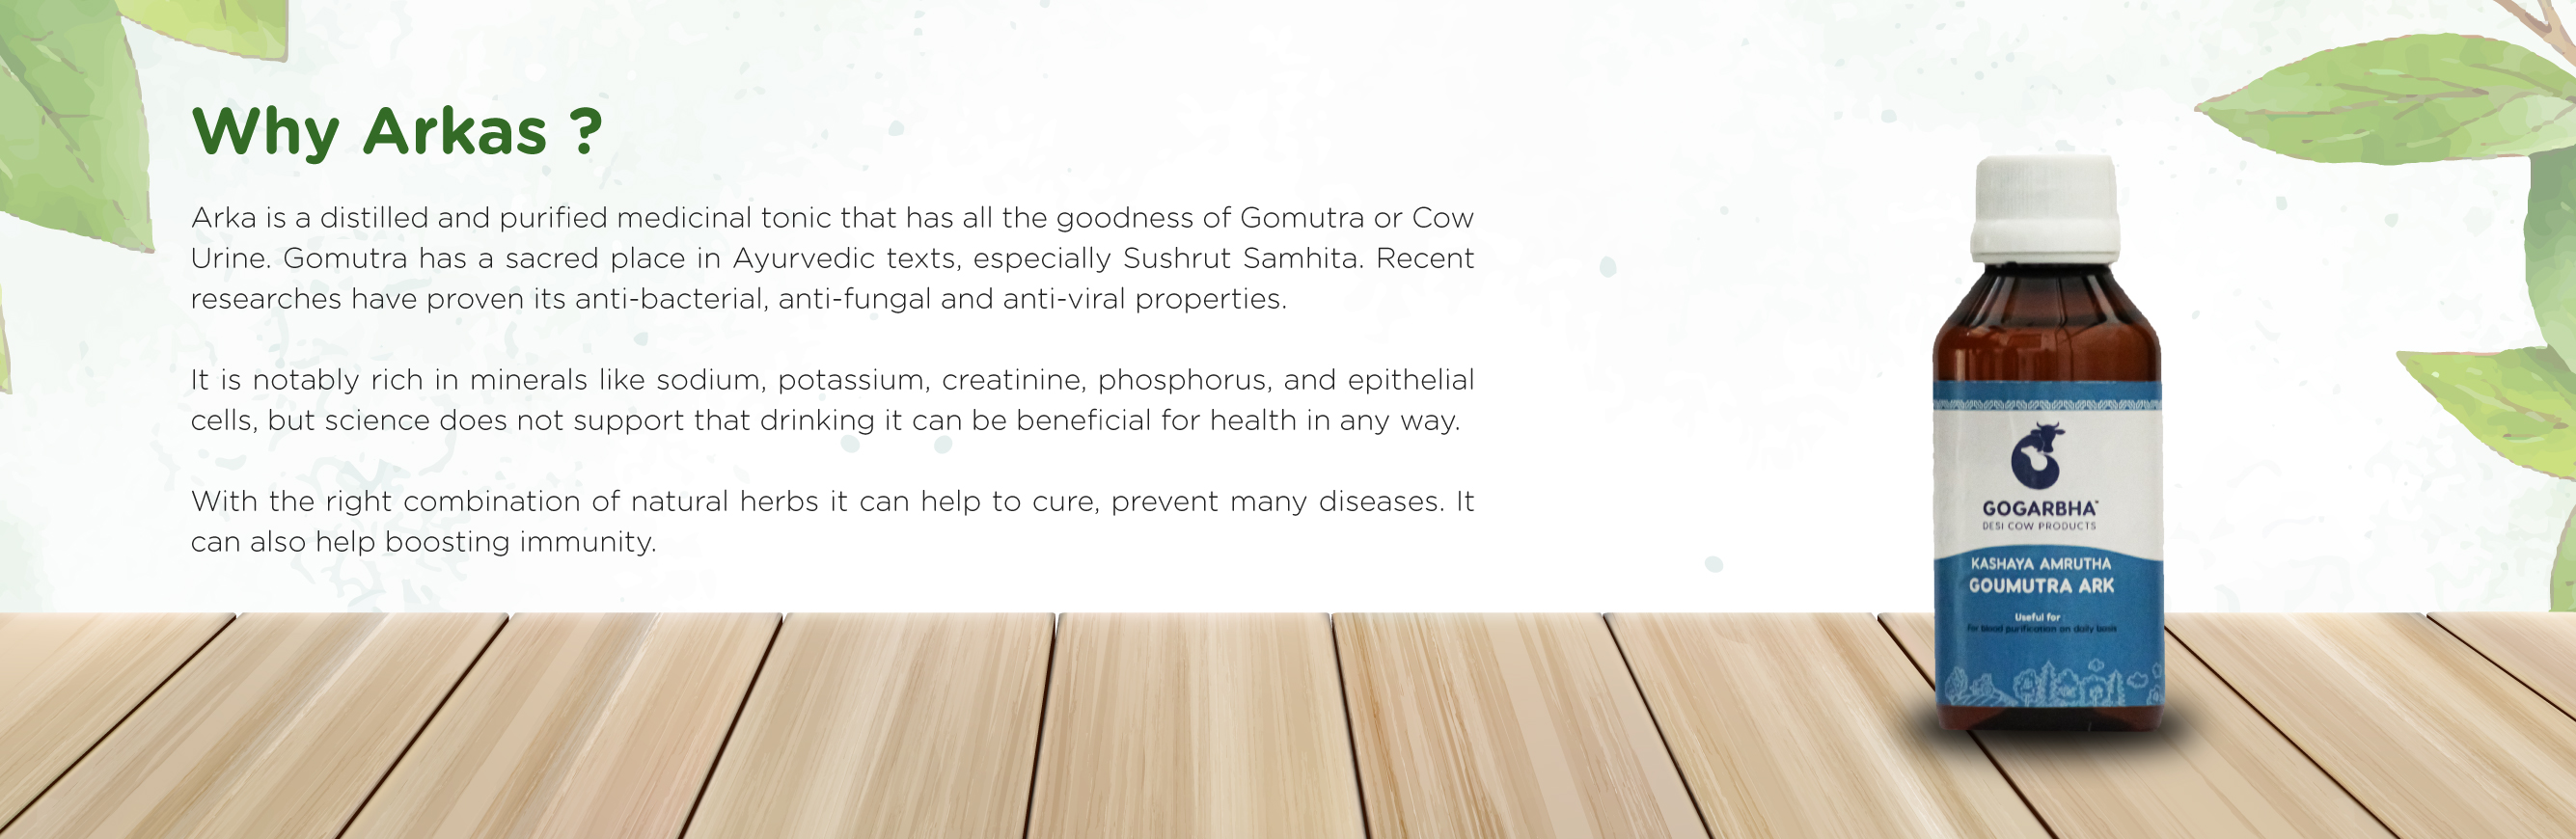 Why Arkas ?
Arka is a distilled and purified medicinal tonic that has all the goodness of Gomutra or Cow
Urine. Gomutra has a sacred place in Ayurvedic texts, especially Sushrut Samhita. Recent
researches have proven its anti-bacterial, anti-fungal and anti-viral properties.
It is notably rich in minerals like sodium, potassium, creatinine, phosphorus, and epithelial
cells, but science does not support that drinking it can be beneficial for health in any way.
With the right combination of natural herbs it can help to cure, prevent many diseases. It
can also help boosting immunity.
GOGARBHA™
DESI COW PRODUCTS
KASHAYA AMRUTHA
GOUMUTRA ARK
Useful for
For blood purification on daily basis